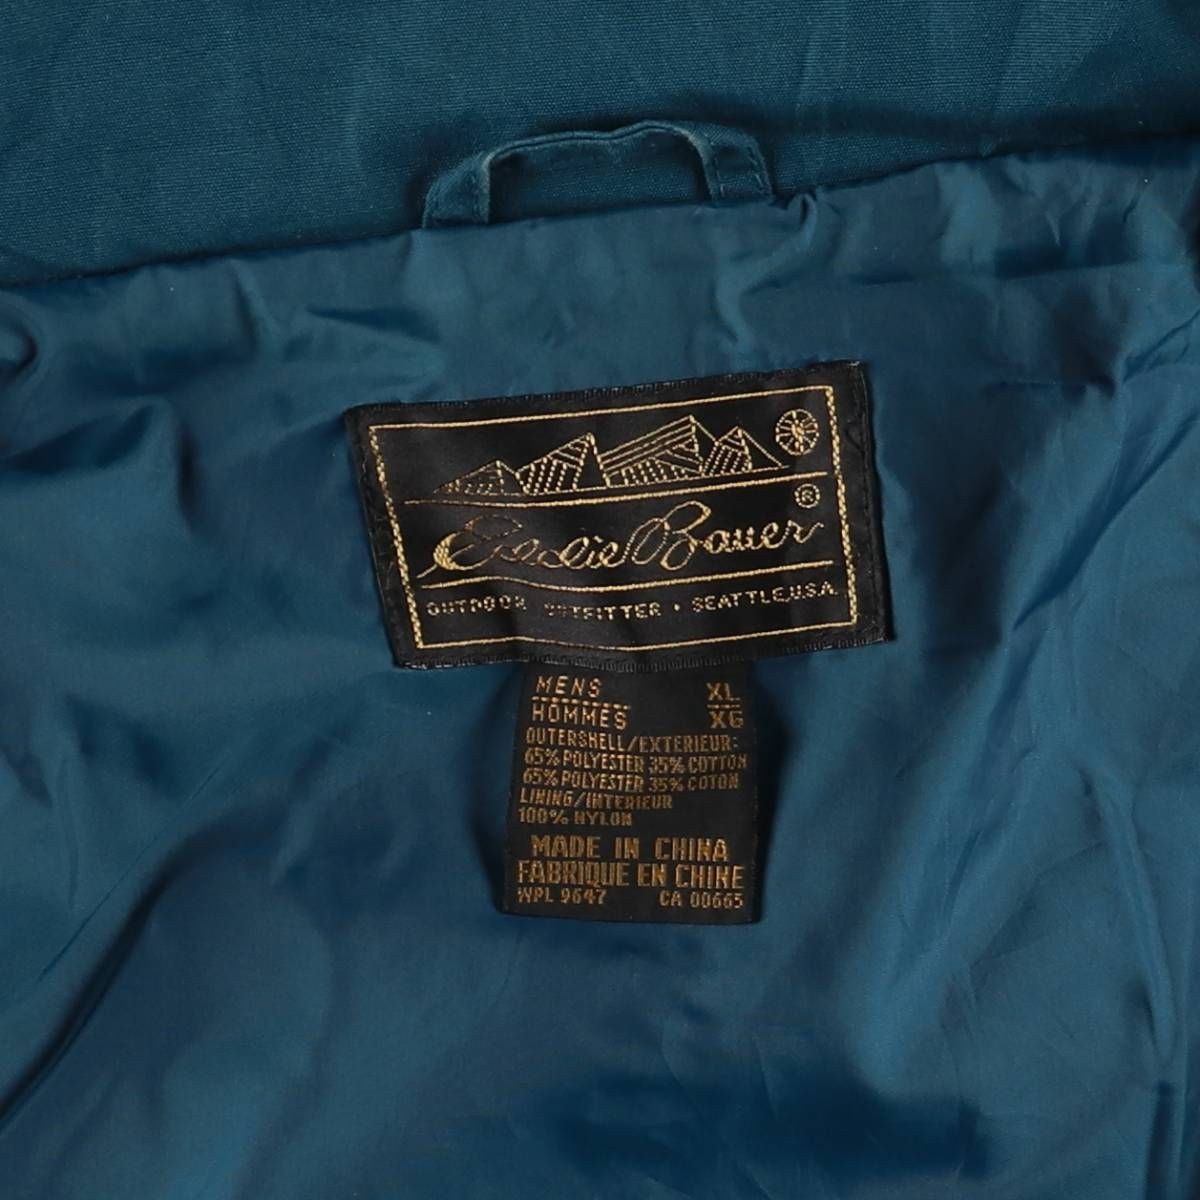 Eddie Bauer ®
OUTDOOR OUTFITTER • SEATTLE, U.S.A.
MENS XL
HOMMES XG
OUTERSHELL/EXTERIEUR:
65% POLYESTER 35% COTTON
65% POLYESTER 35% COTON
LINING/INTERIEUR
100% NYLON
MADE IN CHINA
FABRIQUE EN CHINE
WPL 9647 CA 00665